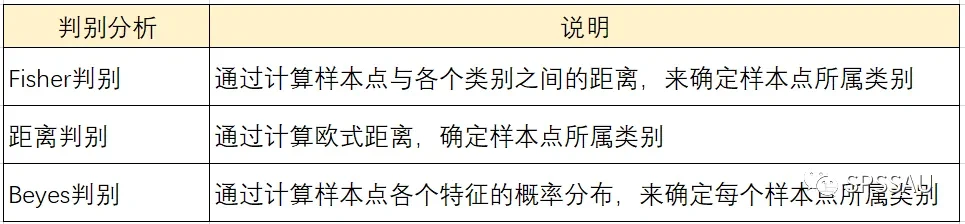 判别分析 说明
Fisher判别 通过计算样本点与各个类别之间的距离，来确定样本点所属类别
距离判别 通过计算欧式距离，确定样本点所属类别
Beyes判别 通过计算样本点各个特征的概率分布，来确定每个样本点所属类别
SPSSAU